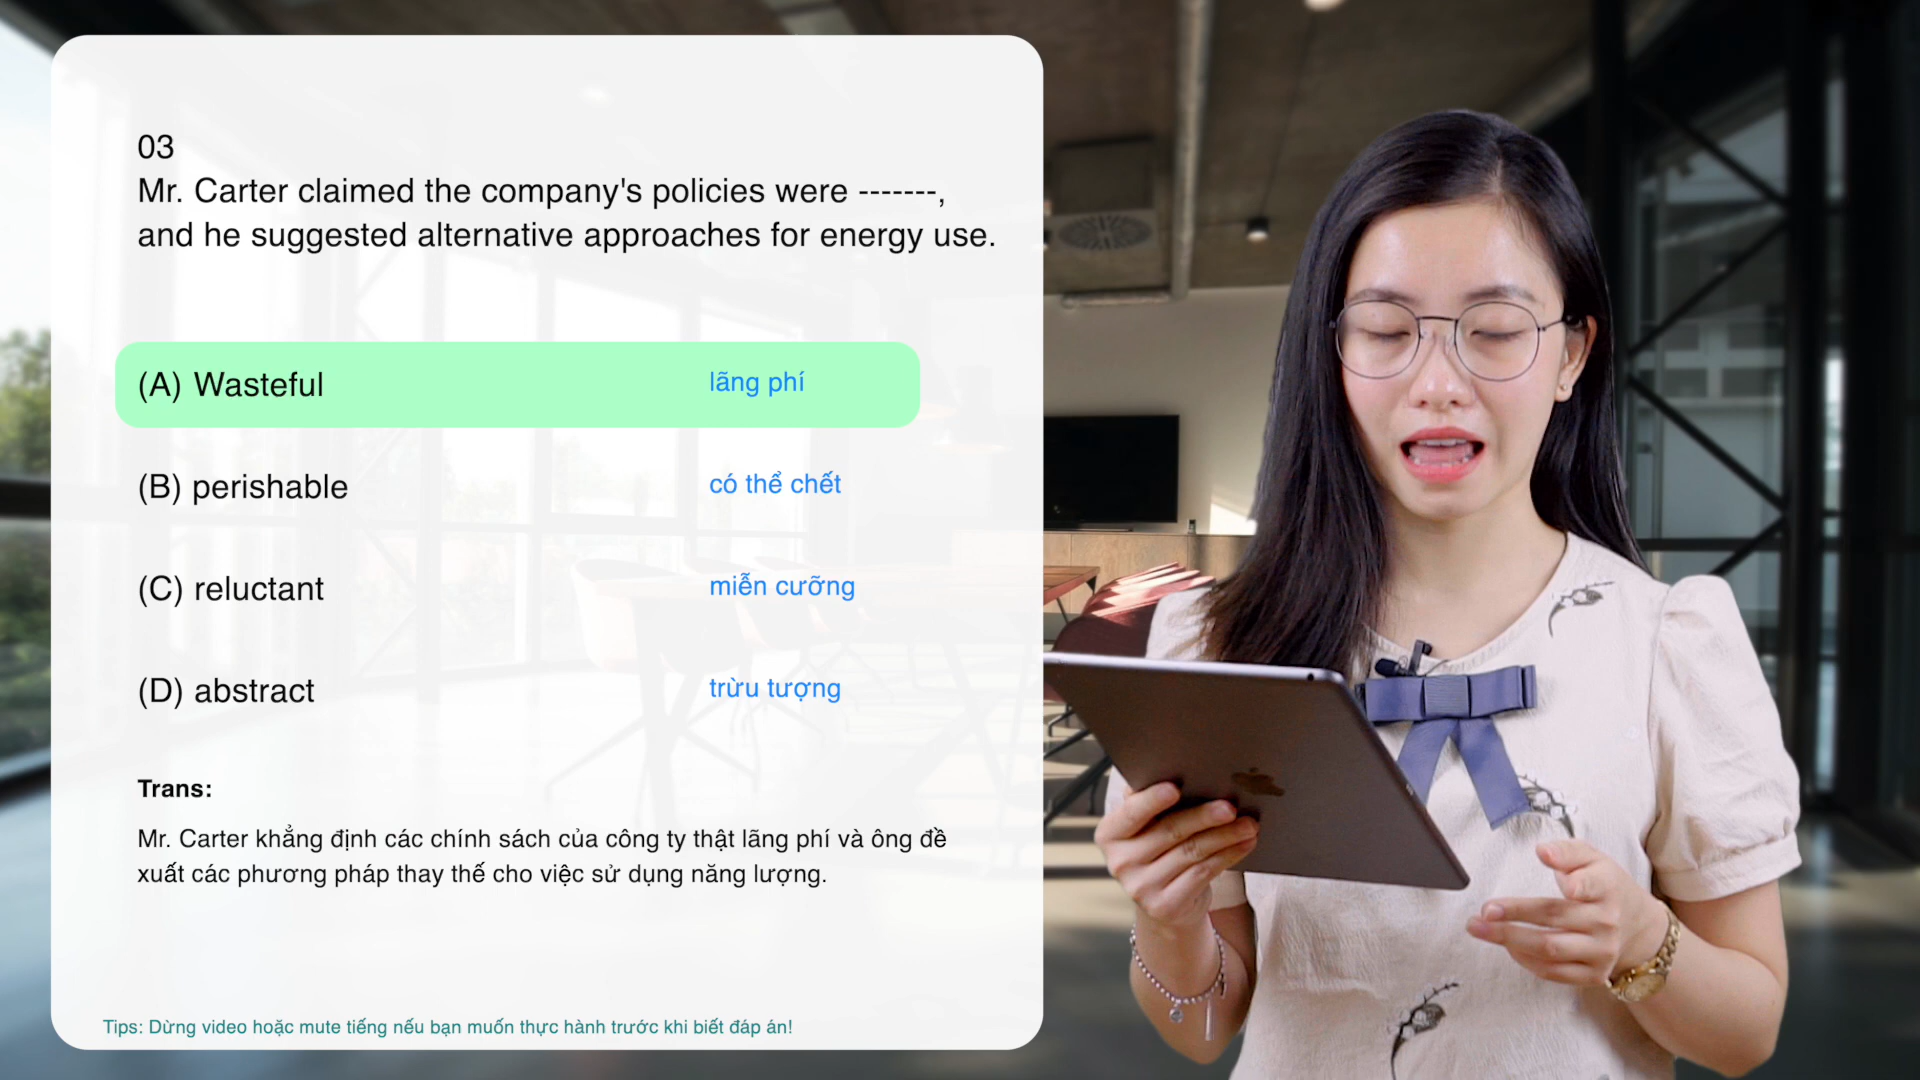 03
Mr. Carter claimed the company's policies were -------,
and he suggested alternative approaches for energy use.
(A) Wasteful lãng phí
(B) perishable có thể chết
(C) reluctant miễn cưỡng
(D) abstract trừu tượng
Trans:
Mr. Carter khẳng định các chính sách của công ty thật lãng phí và ông đề
xuất các phương pháp thay thế cho việc sử dụng năng lượng.
Tips: Dừng video hoặc mute tiếng nếu bạn muốn thực hành trước khi biết đáp án!